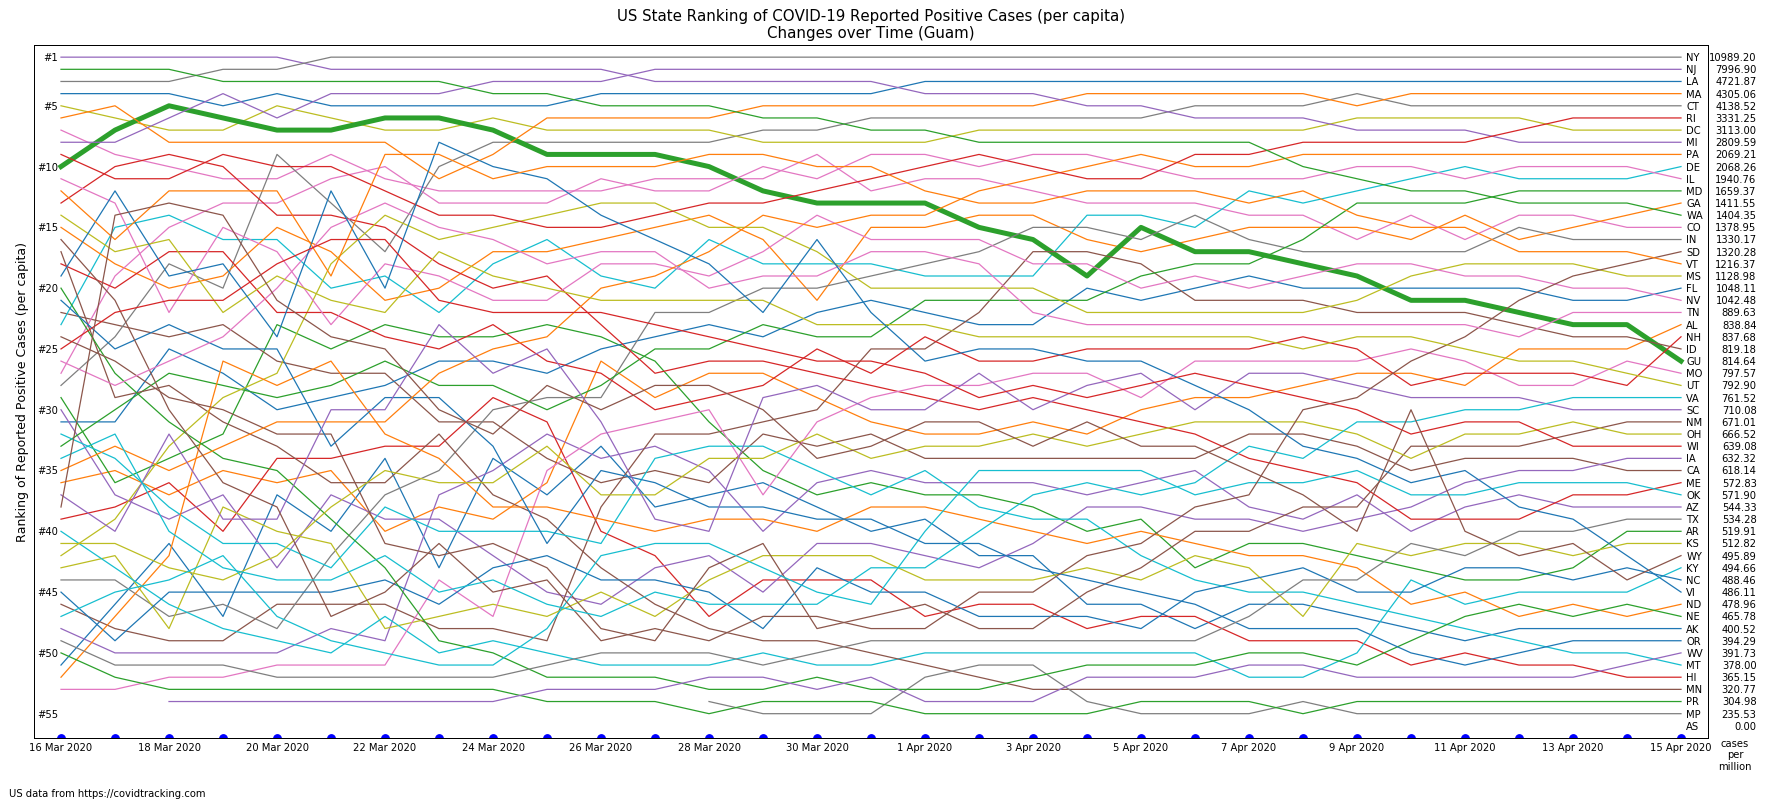 US State Ranking of COVID-19 Reported Positive Cases (per capita)
Changes over Time (Guam)
Ranking of Reported Positive Cases (per capita)
#1
#5
#10
#15
#20
#25
#30
#35
#40
#45
#50
#55
NY 10989.20
NJ 7996.90
LA 4721.87
MA 4305.06
CT 4138.52
RI 3331.25
DC 3113.00
MI 2809.59
PA 2069.21
DE 2068.26
IL 1940.76
MD 1659.37
GA 1411.55
WA 1404.35
CO 1378.95
IN 1330.17
SD 1320.28
VT 1216.37
MS 1128.98
FL 1048.11
NV 1042.48
TN 889.63
AL 838.84
NH 837.68
ID 819.18
GU 814.64
MO 797.57
UT 792.90
VA 761.52
SC 710.08
NM 671.01
OH 666.52
WI 639.08
IA 632.32
CA 618.14
ME 572.83
OK 571.90
AZ 544.33
TX 534.28
AR 519.91
KS 512.82
WY 495.89
KY 494.66
NC 488.46
VI 486.11
ND 478.96
NE 465.78
AK 400.52
OR 394.29
WV 391.73
MT 378.00
HI 365.15
MN 320.77
PR 304.98
MP 235.53
AS 0.00
16 Mar 2020 18 Mar 2020 20 Mar 2020 22 Mar 2020 24 Mar 2020 26 Mar 2020 28 Mar 2020 30 Mar 2020 1 Apr 2020 3 Apr 2020 5 Apr 2020 7 Apr 2020 9 Apr 2020 11 Apr 2020 13 Apr 2020 15 Apr 2020
cases
per
million
US data from https://covidtracking.com